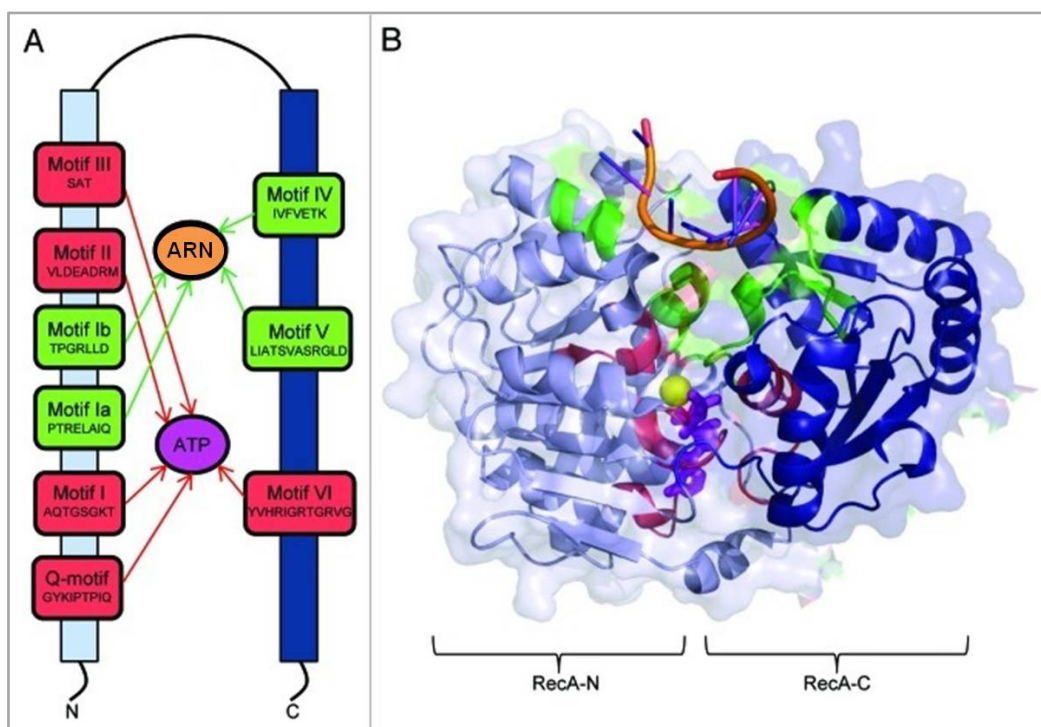 A
Motif III
SAT
Motif II
VLDEADRM
Motif Ib
TPGRLLD
Motif Ia
PTRELAIQ
Motif I
AQTGSGKT
Q-motif
GYKIPTPIQ
N
ARN
ATP
Motif IV
IVFVETK
Motif V
LIATSVASRGLD
Motif VI
YVHRIGRTGRVG
C
B
RecA-N
RecA-C